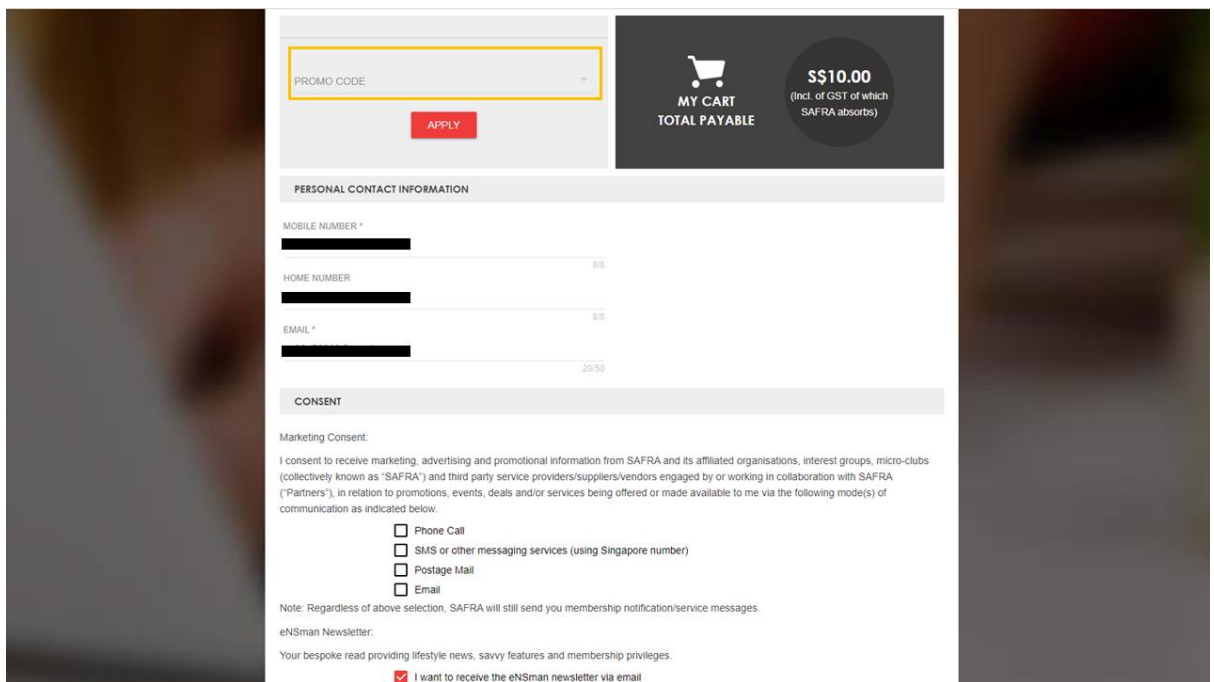 PROMO CODE
APPLY
MY CART
TOTAL PAYABLE
S$10.00
(Incl. of GST of which
SAFRA absorbs)
PERSONAL CONTACT INFORMATION
MOBILE NUMBER *
8/8
HOME NUMBER
8/8
EMAIL *
20/50
CONSENT
Marketing Consent:
I consent to receive marketing, advertising and promotional information from SAFRA and its affiliated organisations, interest groups, micro-clubs
(collectively known as “SAFRA”) and third party service providers/suppliers/vendors engaged by or working in collaboration with SAFRA
(“Partners”), in relation to promotions, events, deals and/or services being offered or made available to me via the following mode(s) of
communication as indicated below.
Phone Call
SMS or other messaging services (using Singapore number)
Postage Mail
Email
Note: Regardless of above selection, SAFRA will still send you membership notification/service messages.
eNSman Newsletter:
Your bespoke read providing lifestyle news, savvy features and membership privileges.
I want to receive the eNSman newsletter via email